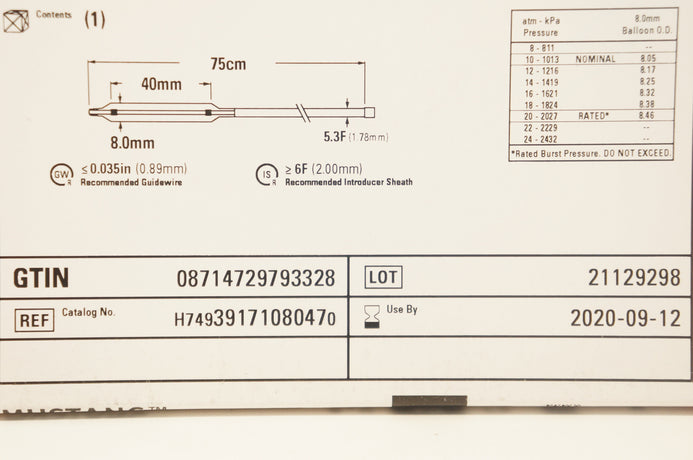 Contents (1)
75cm
40mm
8.0mm
5.3F (1.78mm)
GW R ≤ 0.035in (0.89mm)
Recommended Guidewire
IS R ≥ 6F (2.00mm)
Recommended Introducer Sheath
atm - kPa 8.0mm
Pressure Balloon O.D.
8 - 811 --
10 - 1013 NOMINAL 8.05
12 - 1216 8.17
14 - 1419 8.25
16 - 1621 8.32
18 - 1824 8.38
20 - 2027 RATED* 8.46
22 - 2229 --
24 - 2432 --
*Rated Burst Pressure. DO NOT EXCEED.
GTIN 08714729793328
LOT 21129298
REF Catalog No. H74939171080470
Use By 2020-09-12
MUSTANG™